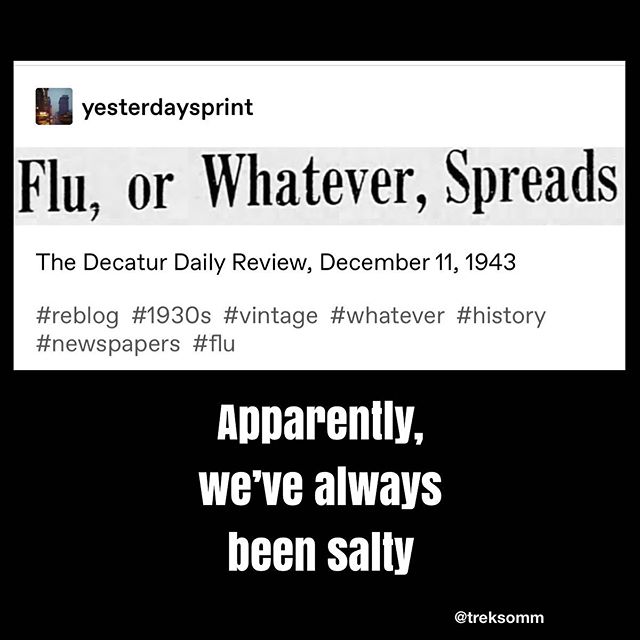 yesterdaysprint
Flu, or Whatever, Spreads
The Decatur Daily Review, December 11, 1943
#reblog #1930s #vintage #whatever #history
#newspapers #flu
Apparently,
we've always
been salty
@treksomm